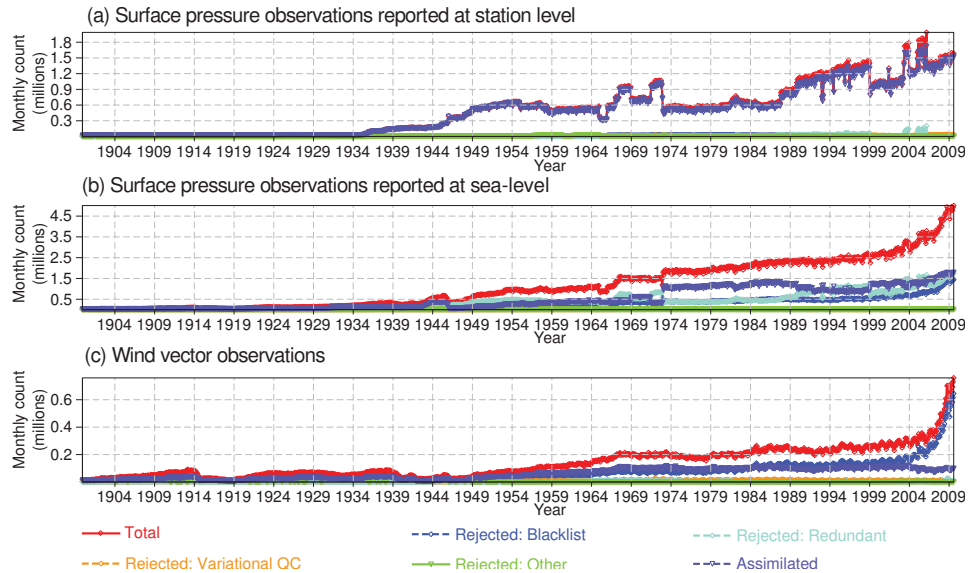 (a) Surface pressure observations reported at station level
Monthly count
(millions)
1.8
1.5
1.2
0.9
0.6
0.3
1904 1909 1914 1919 1924 1929 1934 1939 1944 1949 1954 1959 1964 1969 1974 1979 1984 1989 1994 1999 2004 2009
Year
(b) Surface pressure observations reported at sea-level
Monthly count
(millions)
4.5
3.5
2.5
1.5
0.5
1904 1909 1914 1919 1924 1929 1934 1939 1944 1949 1954 1959 1964 1969 1974 1979 1984 1989 1994 1999 2004 2009
Year
(c) Wind vector observations
Monthly count
(millions)
0.6
0.4
0.2
1904 1909 1914 1919 1924 1929 1934 1939 1944 1949 1954 1959 1964 1969 1974 1979 1984 1989 1994 1999 2004 2009
Year
Total Rejected: Blacklist Rejected: Redundant
Rejected: Variational QC Rejected: Other Assimilated